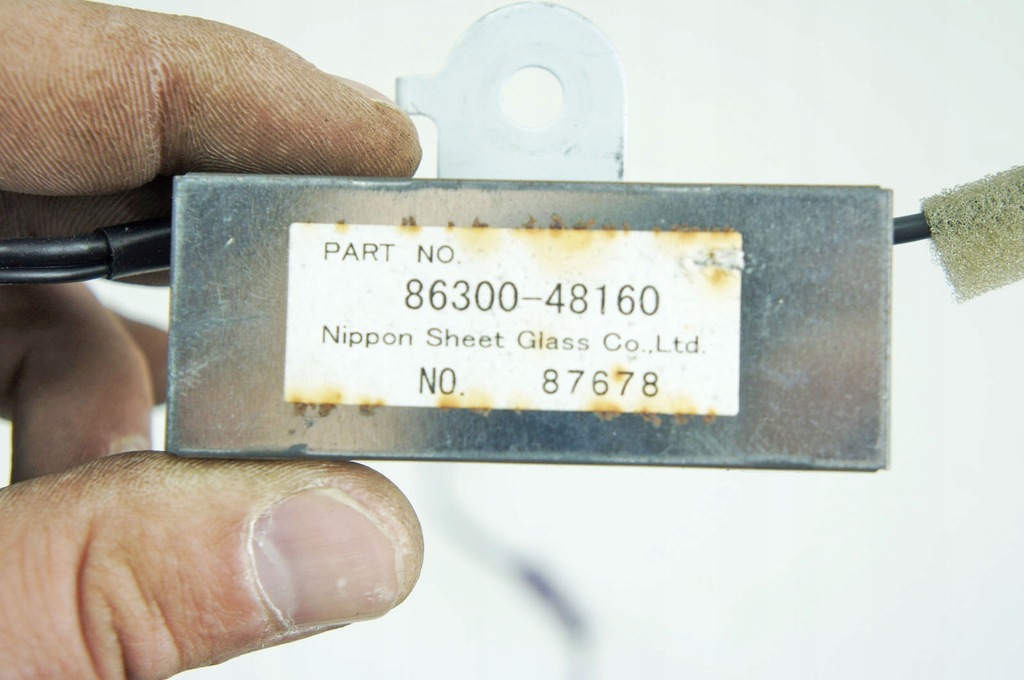 PART NO.
86300-48160
Nippon Sheet Glass Co.,Ltd.
NO. 87678